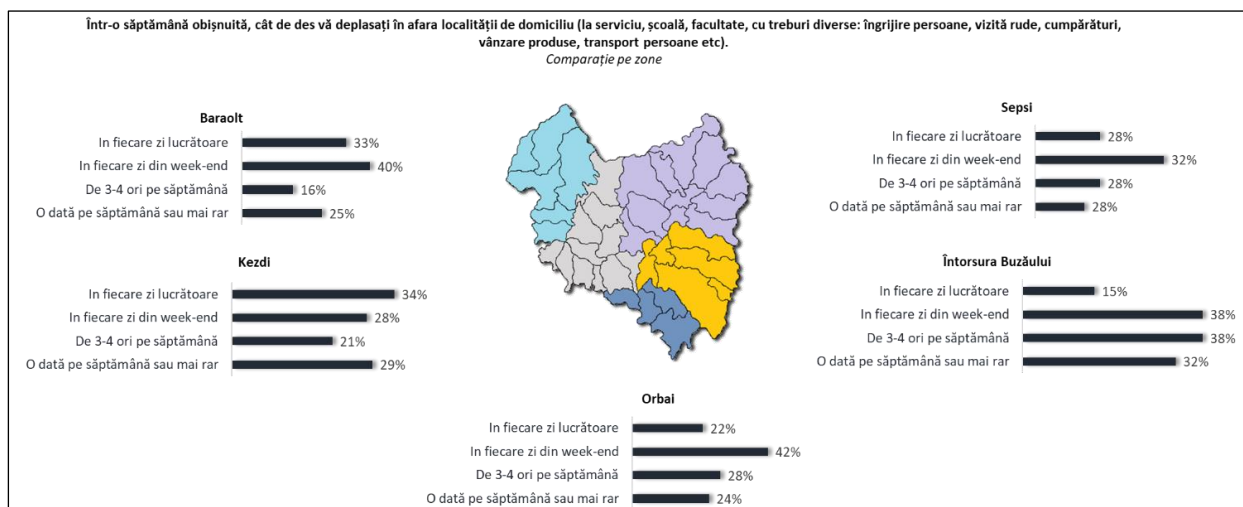 Într-o săptămână obișnuită, cât de des vă deplasați în afara localității de domiciliu (la serviciu, școală, facultate, cu treburi diverse: îngrijire persoane, vizită rude, cumpărături,
vânzare produse, transport persoane etc).
Comparație pe zone
Baraolt
In fiecare zi lucrătoare 33%
In fiecare zi din week-end 40%
De 3-4 ori pe săptămână 16%
O dată pe săptămână sau mai rar 25%
Kezdi
In fiecare zi lucrătoare 34%
In fiecare zi din week-end 28%
De 3-4 ori pe săptămână 21%
O dată pe săptămână sau mai rar 29%
Sepsi
In fiecare zi lucrătoare 28%
In fiecare zi din week-end 32%
De 3-4 ori pe săptămână 28%
O dată pe săptămână sau mai rar 28%
Întorsura Buzăului
In fiecare zi lucrătoare 15%
In fiecare zi din week-end 38%
De 3-4 ori pe săptămână 38%
O dată pe săptămână sau mai rar 32%
Orbai
In fiecare zi lucrătoare 22%
In fiecare zi din week-end 42%
De 3-4 ori pe săptămână 28%
O dată pe săptămână sau mai rar 24%